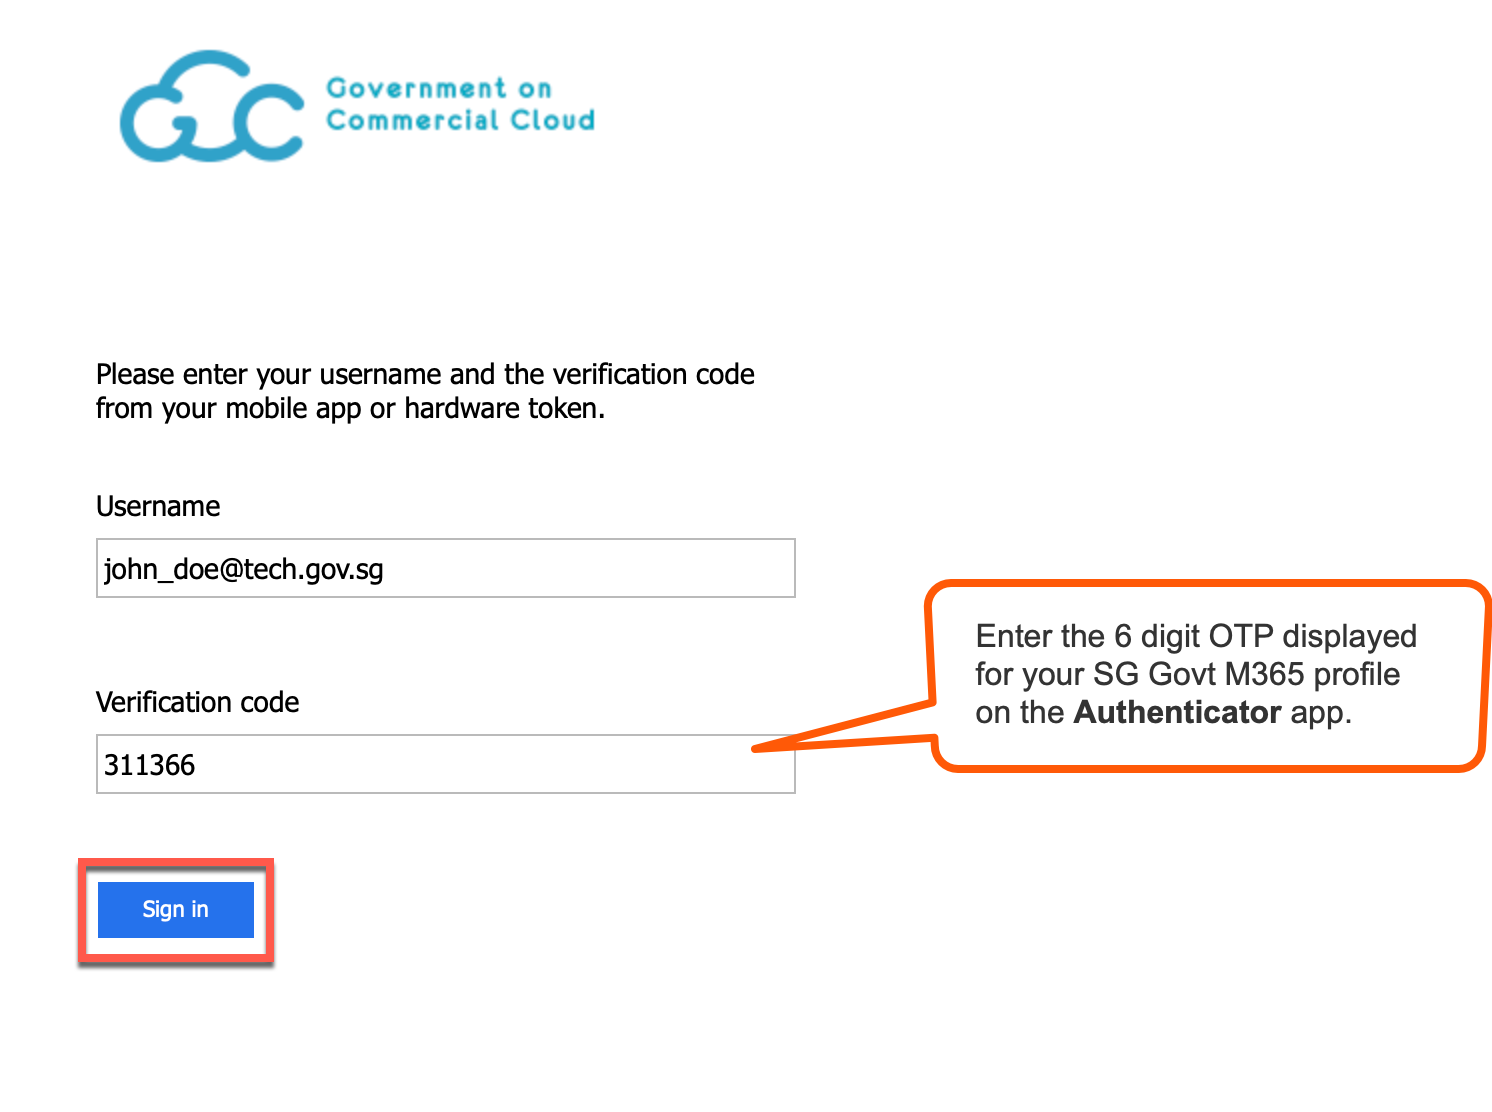 GCC
Government on
Commercial Cloud
Please enter your username and the verification code
from your mobile app or hardware token.
Username
john_doe@tech.gov.sg
Verification code
311366
Enter the 6 digit OTP displayed
for your SG Govt M365 profile
on the Authenticator app.
Sign in